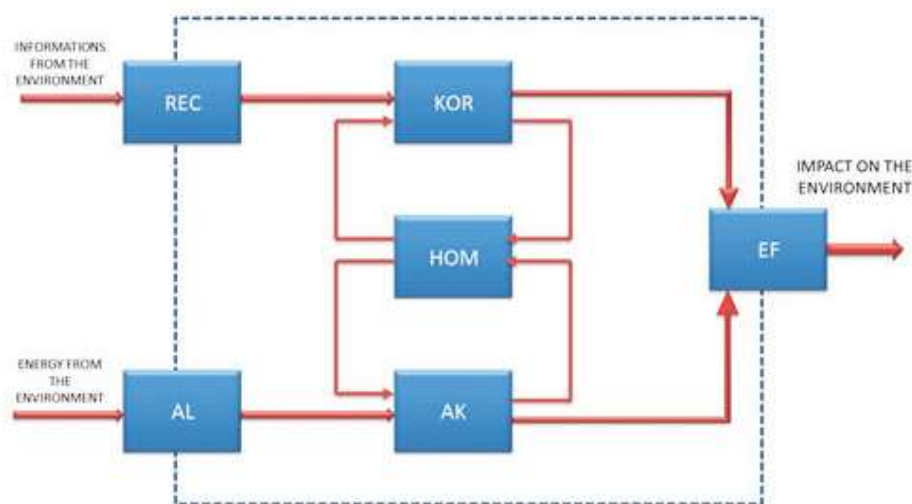 INFORMATIONS
FROM THE
ENVIRONMENT
REC
KOR
IMPACT ON THE
ENVIRONMENT
HOM
EF
ENERGY FROM
THE
ENVIRONMENT
AL
AK